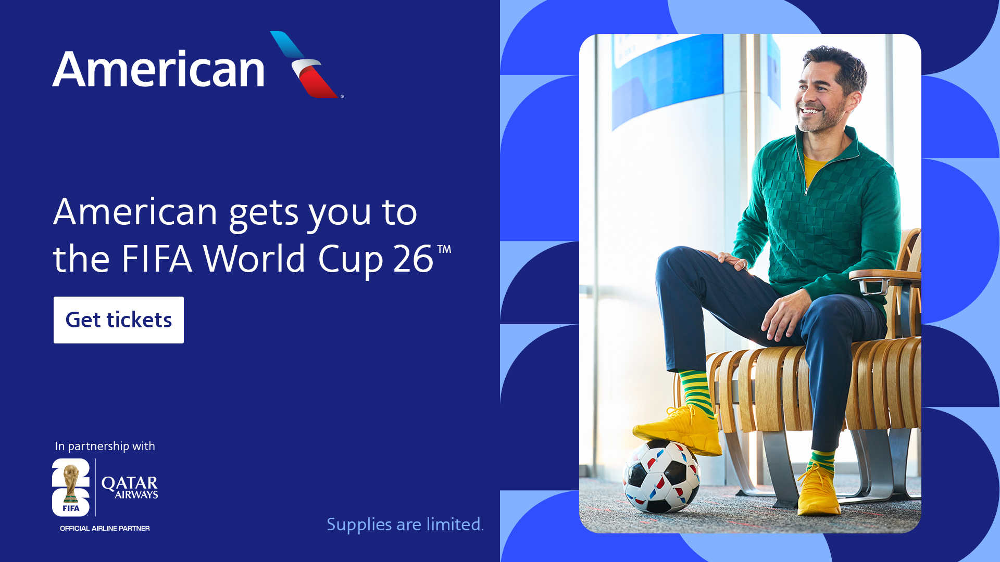 American
®
American gets you to
the FIFA World Cup 26™
Get tickets
In partnership with
FIFA
QATAR
AIRWAYS
OFFICIAL AIRLINE PARTNER
Supplies are limited.